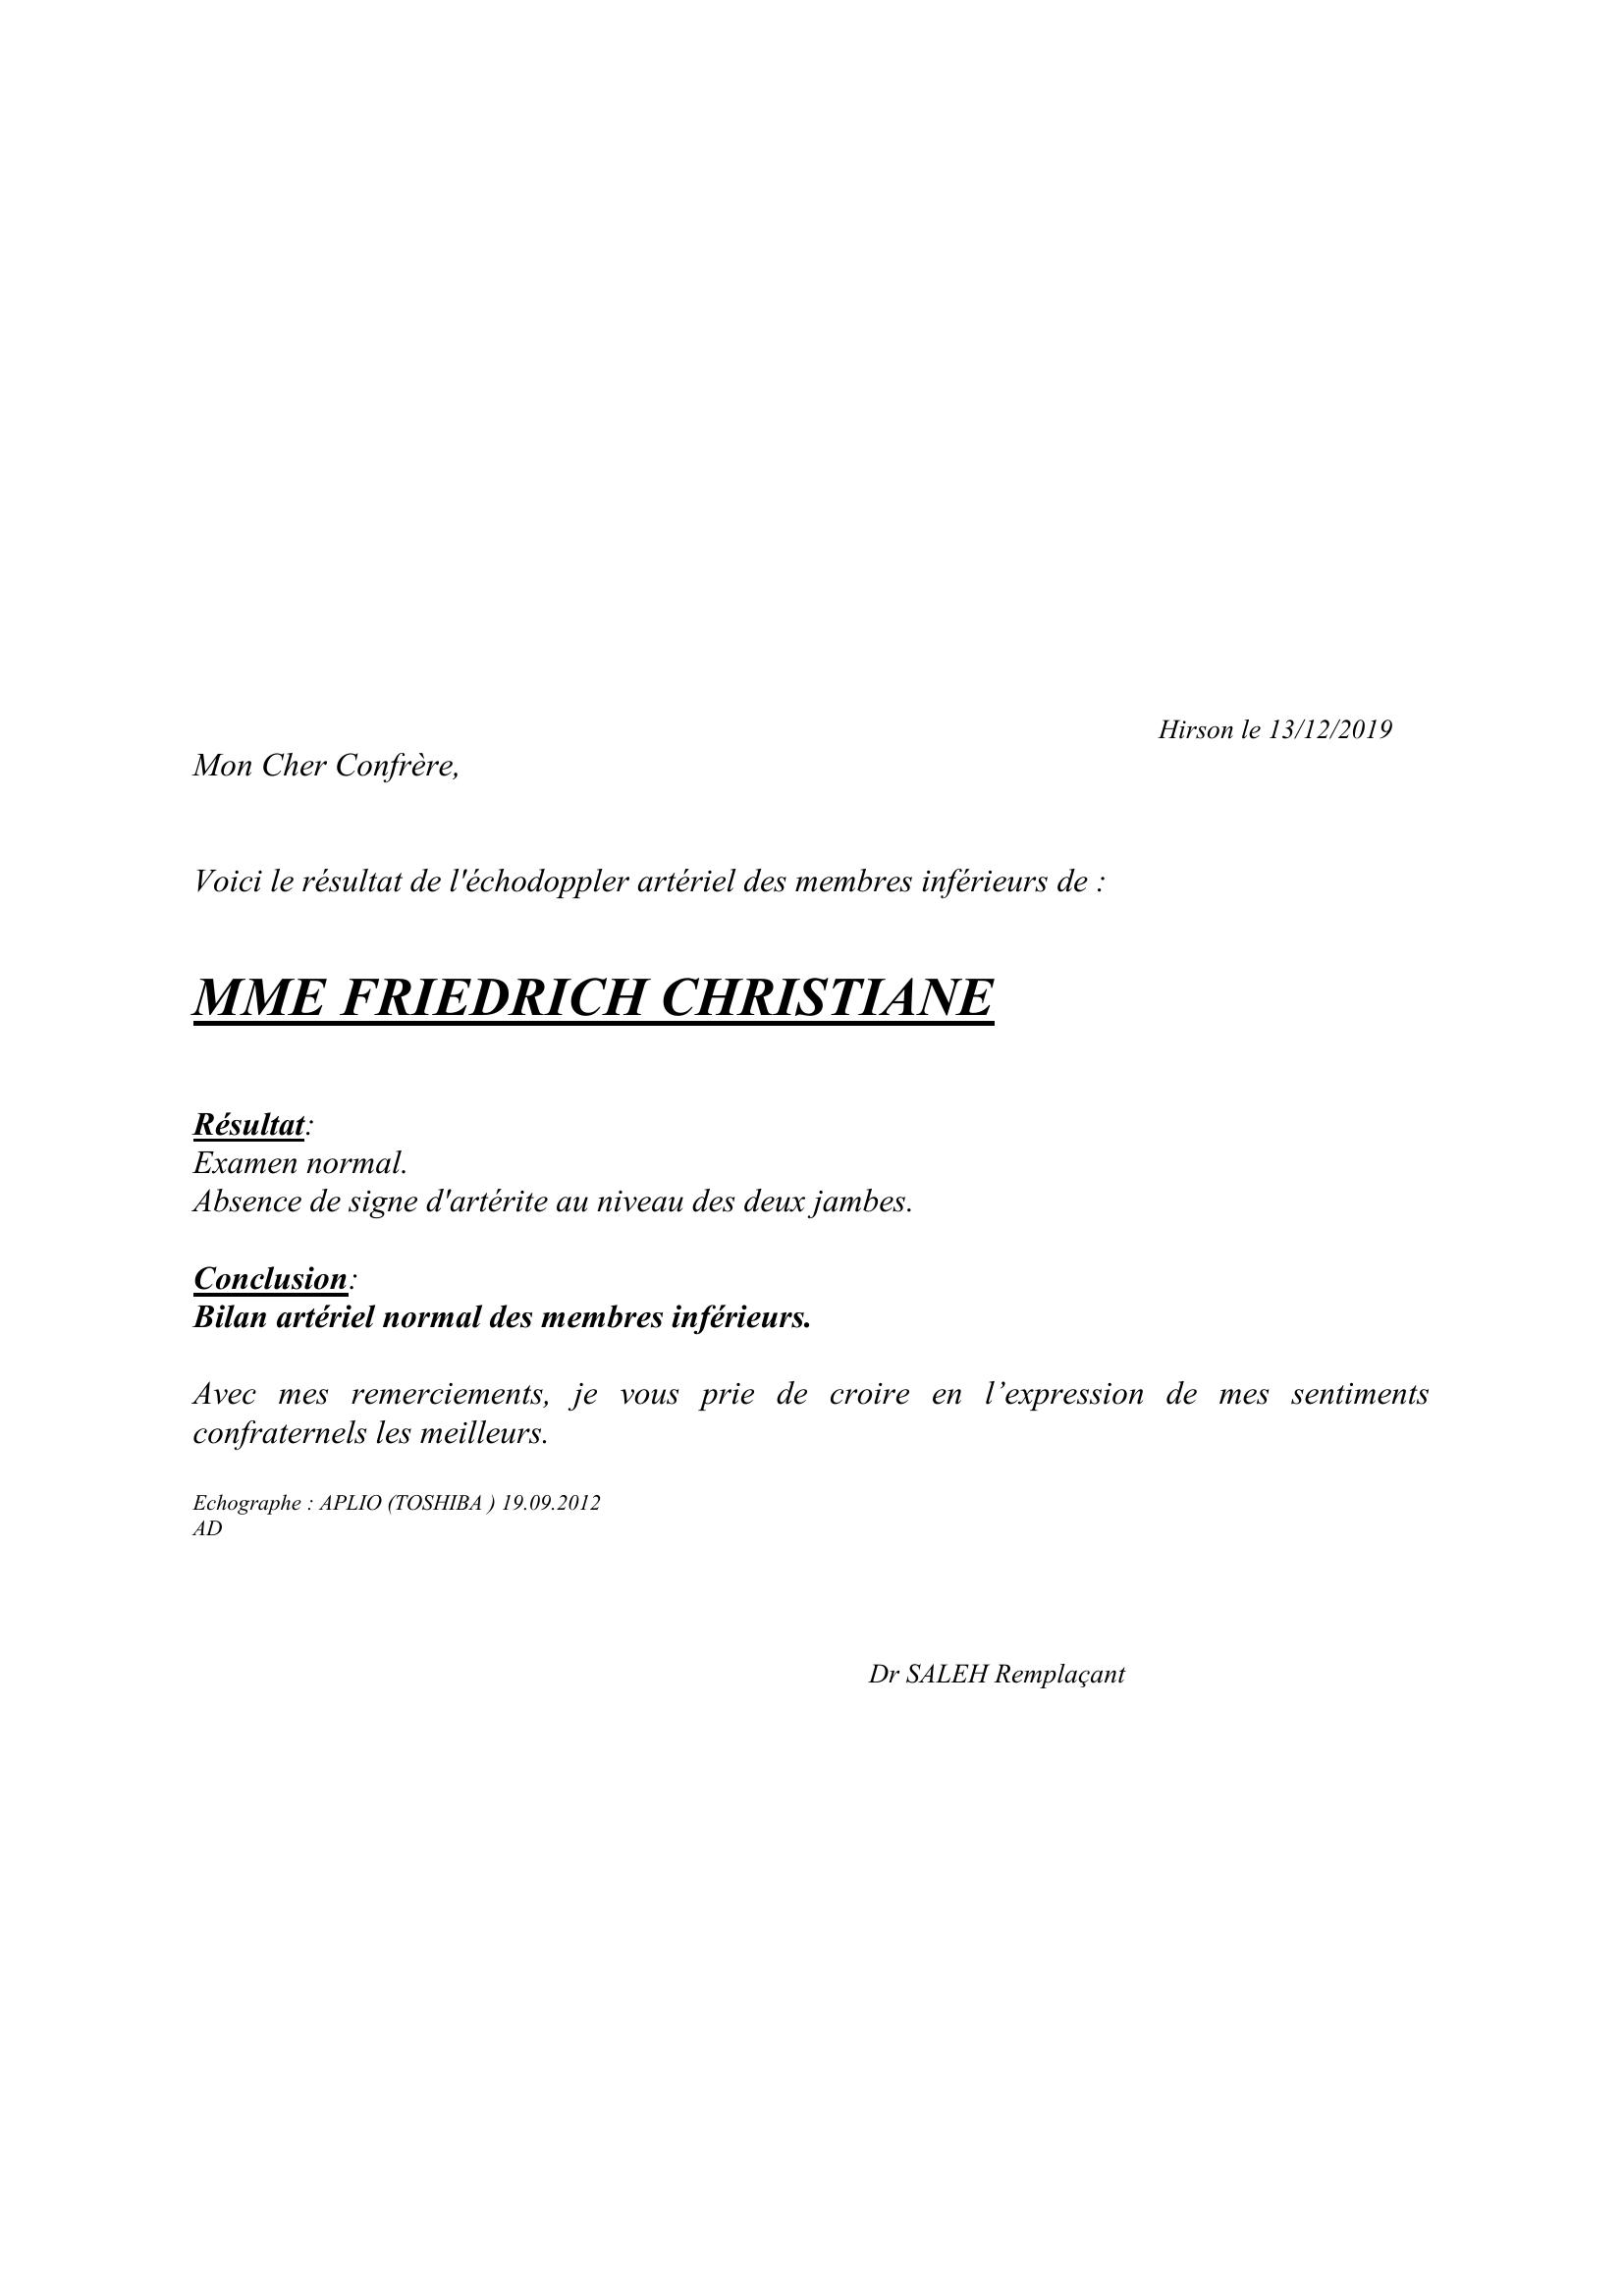 Hirson le 13/12/2019
Mon Cher Confrère,
Voici le résultat de l'échodoppler artériel des membres inférieurs de :
MME FRIEDRICH CHRISTIANE
Résultat:
Examen normal.
Absence de signe d'artérite au niveau des deux jambes.
Conclusion:
Bilan artériel normal des membres inférieurs.
Avec mes remerciements, je vous prie de croire en l’expression de mes sentiments
confraternels les meilleurs.
Echographe : APLIO (TOSHIBA ) 19.09.2012
AD
Dr SALEH Remplaçant